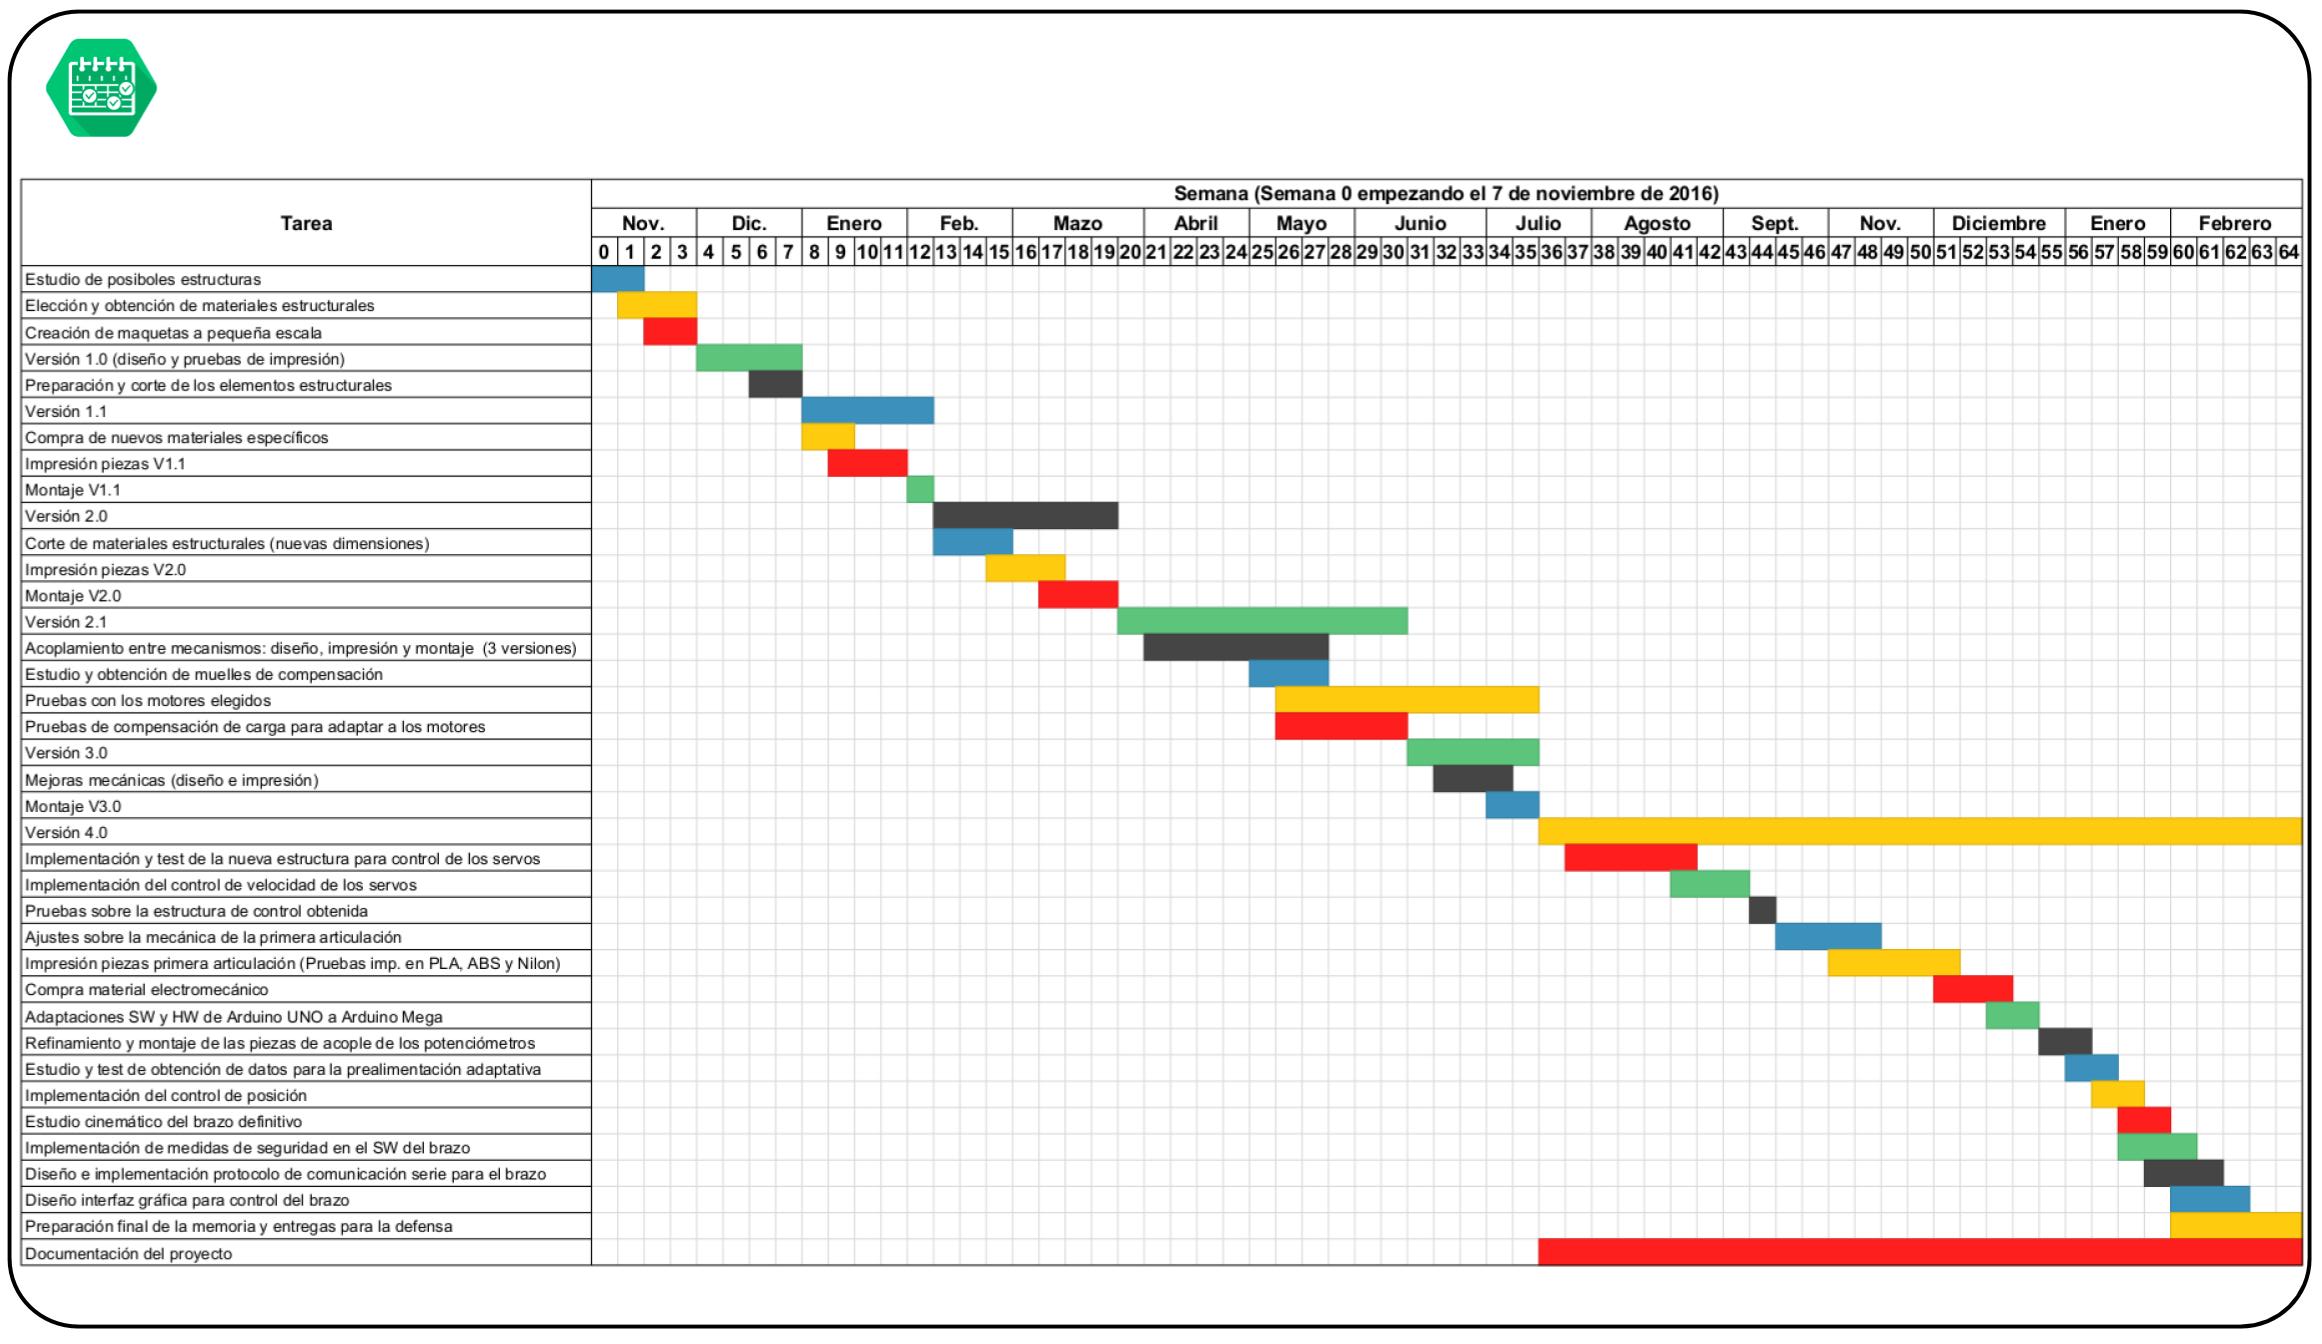 Tarea
Semana (Semana 0 empezando el 7 de noviembre de 2016)
Nov. Dic. Enero Feb. Mazo Abril Mayo Junio Julio Agosto Sept. Nov. Diciembre Enero Febrero
0 1 2 3 4 5 6 7 8 9 10 11 12 13 14 15 16 17 18 19 20 21 22 23 24 25 26 27 28 29 30 31 32 33 34 35 36 37 38 39 40 41 42 43 44 45 46 47 48 49 50 51 52 53 54 55 56 57 58 59 60 61 62 63 64
Estudio de posiboles estructuras
Elección y obtención de materiales estructurales
Creación de maquetas a pequeña escala
Versión 1.0 (diseño y pruebas de impresión)
Preparación y corte de los elementos estructurales
Versión 1.1
Compra de nuevos materiales específicos
Impresión piezas V1.1
Montaje V1.1
Versión 2.0
Corte de materiales estructurales (nuevas dimensiones)
Impresión piezas V2.0
Montaje V2.0
Versión 2.1
Acoplamiento entre mecanismos: diseño, impresión y montaje (3 versiones)
Estudio y obtención de muelles de compensación
Pruebas con los motores elegidos
Pruebas de compensación de carga para adaptar a los motores
Versión 3.0
Mejoras mecánicas (diseño e impresión)
Montaje V3.0
Versión 4.0
Implementación y test de la nueva estructura para control de los servos
Implementación del control de velocidad de los servos
Pruebas sobre la estructura de control obtenida
Ajustes sobre la mecánica de la primera articulación
Impresión piezas primera articulación (Pruebas imp. en PLA, ABS y Nilon)
Compra material electromecánico
Adaptaciones SW y HW de Arduino UNO a Arduino Mega
Refinamiento y montaje de las piezas de acople de los potenciómetros
Estudio y test de obtención de datos para la prealimentación adaptativa
Implementación del control de posición
Estudio cinemático del brazo definitivo
Implementación de medidas de seguridad en el SW del brazo
Diseño e implementación protocolo de comunicación serie para el brazo
Diseño interfaz gráfica para control del brazo
Preparación final de la memoria y entregas para la defensa
Documentación del proyecto